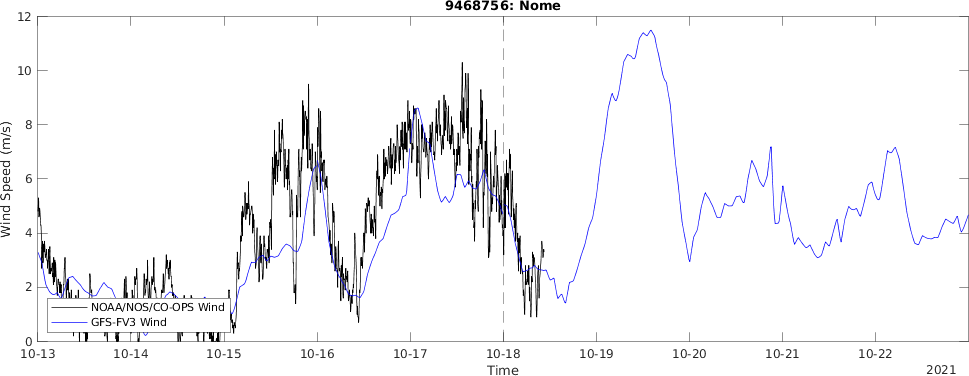 9468756: Nome
12
10
8
6
4
2
0
Wind Speed (m/s)
NOAA/NOS/CO-OPS Wind
GFS-FV3 Wind
10-13 10-14 10-15 10-16 10-17 10-18 10-19 10-20 10-21 10-22
Time
2021